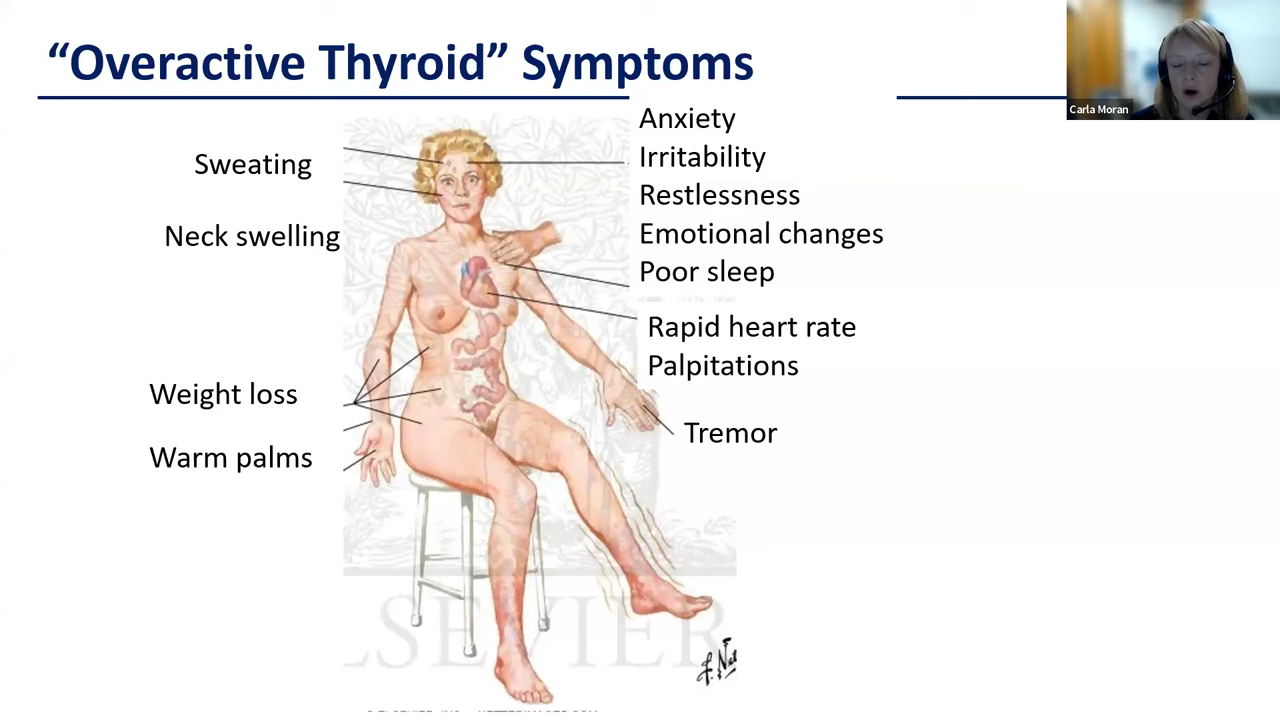 “Overactive Thyroid” Symptoms
Carla Moran
Sweating
Neck swelling
Weight loss
Warm palms
Anxiety
Irritability
Restlessness
Emotional changes
Poor sleep
Rapid heart rate
Palpitations
Tremor